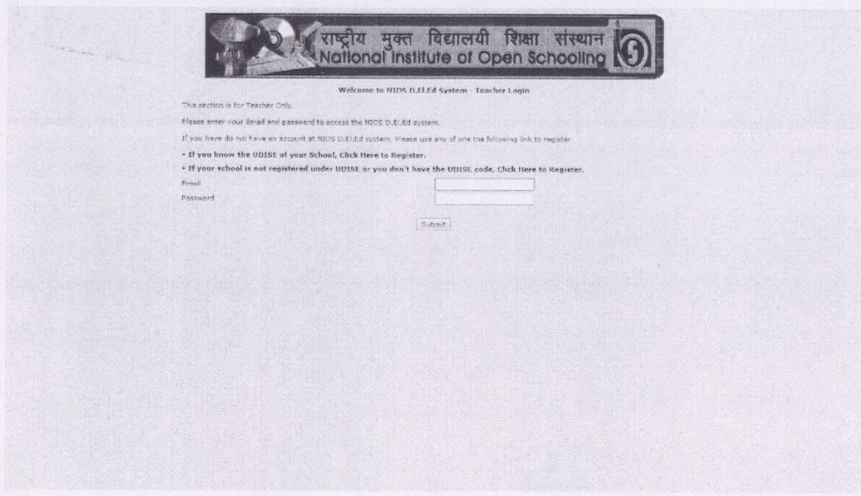 राष्ट्रीय मुक्त विद्यालयी शिक्षा संस्थान
National Institute of Open Schooling
Welcome to NIOS D.El.Ed System - Teacher Login
This section is for Teacher Only.
Please enter your Email and password to access the NIOS D.El.Ed system.
If you have do not have an account at NIOS D.El.Ed system. Please use any of one the following link to register
• If you know the UDISE of your School, Click Here to Register.
• If your school is not registered under UDISE or you don't have the UDISE code, Click Here to Register.
Email
Password
Submit